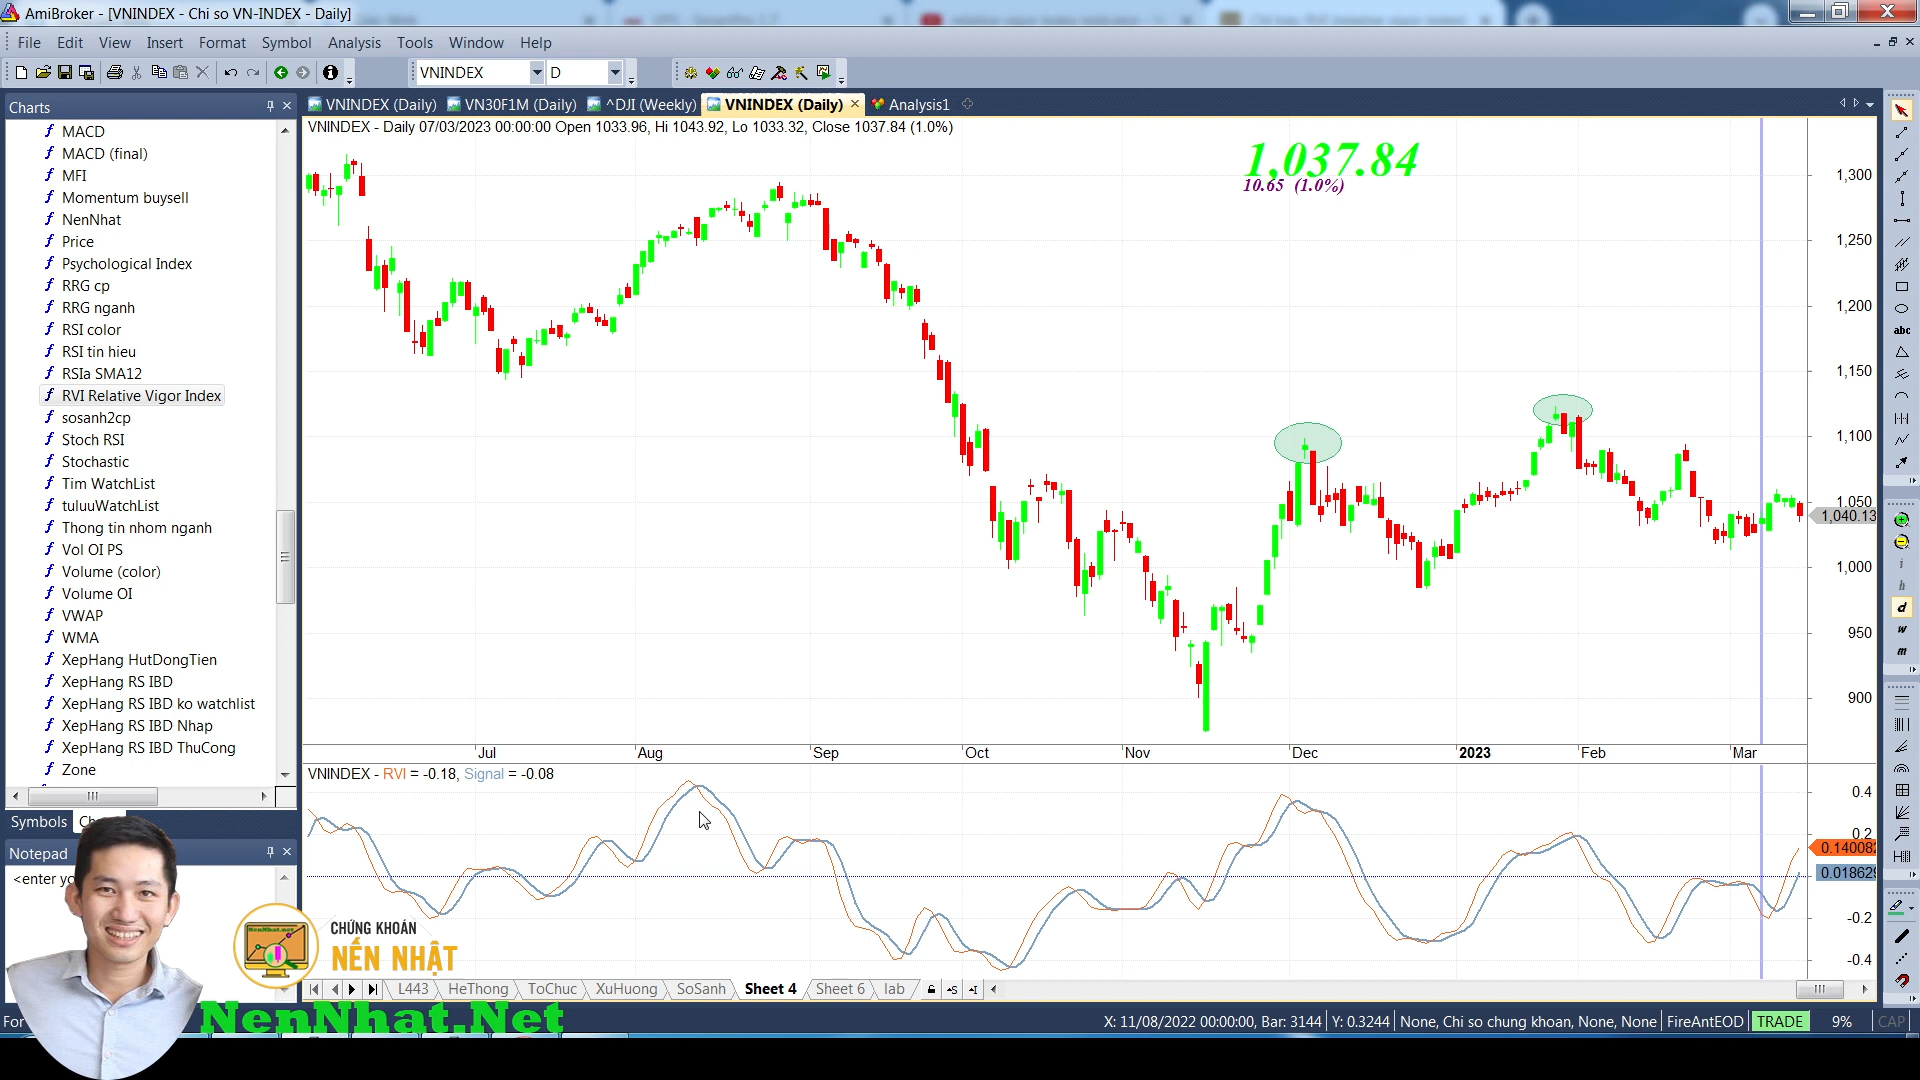 AmiBroker - [VNINDEX - Chi so VN-INDEX - Daily]
File Edit View Insert Format Symbol Analysis Tools Window Help
VNINDEX D
Charts
VNINDEX (Daily) VN30F1M (Daily) ^DJI (Weekly) VNINDEX (Daily) Analysis1
VNINDEX - Daily 07/03/2023 00:00:00 Open 1033.96, Hi 1043.92, Lo 1033.32, Close 1037.84 (1.0%)
1,037.84
10.65 (1.0%)
MACD
MACD (final)
MFI
Momentum buysell
NenNhat
Price
Psychological Index
RRG cp
RRG nganh
RSI color
RSI tin hieu
RSIa SMA12
RVI Relative Vigor Index
sosanh2cp
Stoch RSI
Stochastic
Tim WatchList
tuluuWatchList
Thong tin nhom nganh
Vol OI PS
Volume (color)
Volume OI
VWAP
WMA
XepHang HutDongTien
XepHang RS IBD
XepHang RS IBD ko watchlist
XepHang RS IBD Nhap
XepHang RS IBD ThuCong
Zone
1,300
1,250
1,200
1,150
1,100
1,050
1,040.13
1,000
950
900
Jul Aug Sep Oct Nov Dec 2023 Feb Mar
VNINDEX - RVI = -0.18, Signal = -0.08
0.4
0.2
0.140082
0.018629
-0.2
-0.4
abc
i
h
d
w
m
Symbols
Notepad
CHỨNG KHOÁN
NẾN NHẬT
NenNhat.net
NenNhat.Net
L443 HeThong ToChuc XuHuong SoSanh Sheet 4 Sheet 6 lab
For
X: 11/08/2022 00:00:00, Bar: 3144 Y: 0.3244 None, Chi so chung khoan, None, None FireAntEOD TRADE 9% CAP